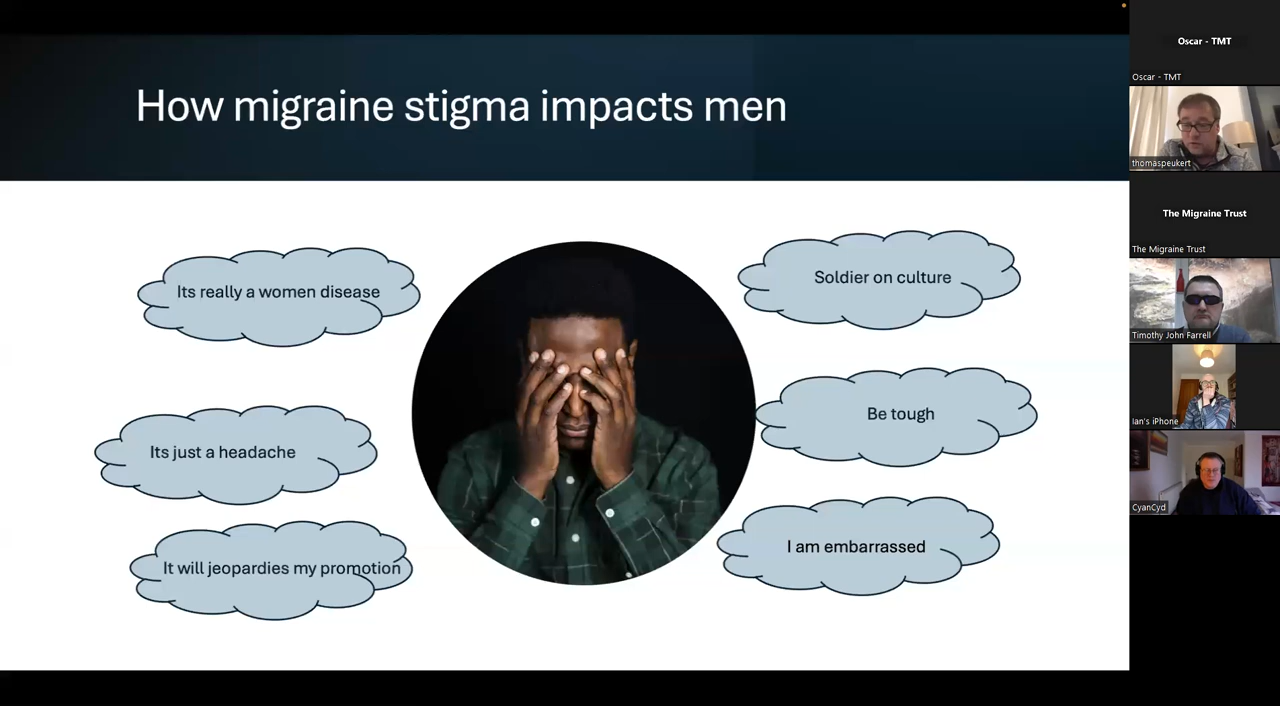 How migraine stigma impacts men
Its really a women disease
Its just a headache
It will jeopardies my promotion
Soldier on culture
Be tough
I am embarrassed
Oscar - TMT
Oscar - TMT
thomaspeukert
The Migraine Trust
The Migraine Trust
Timothy John Farrell
Ian's iPhone
CyanCyd